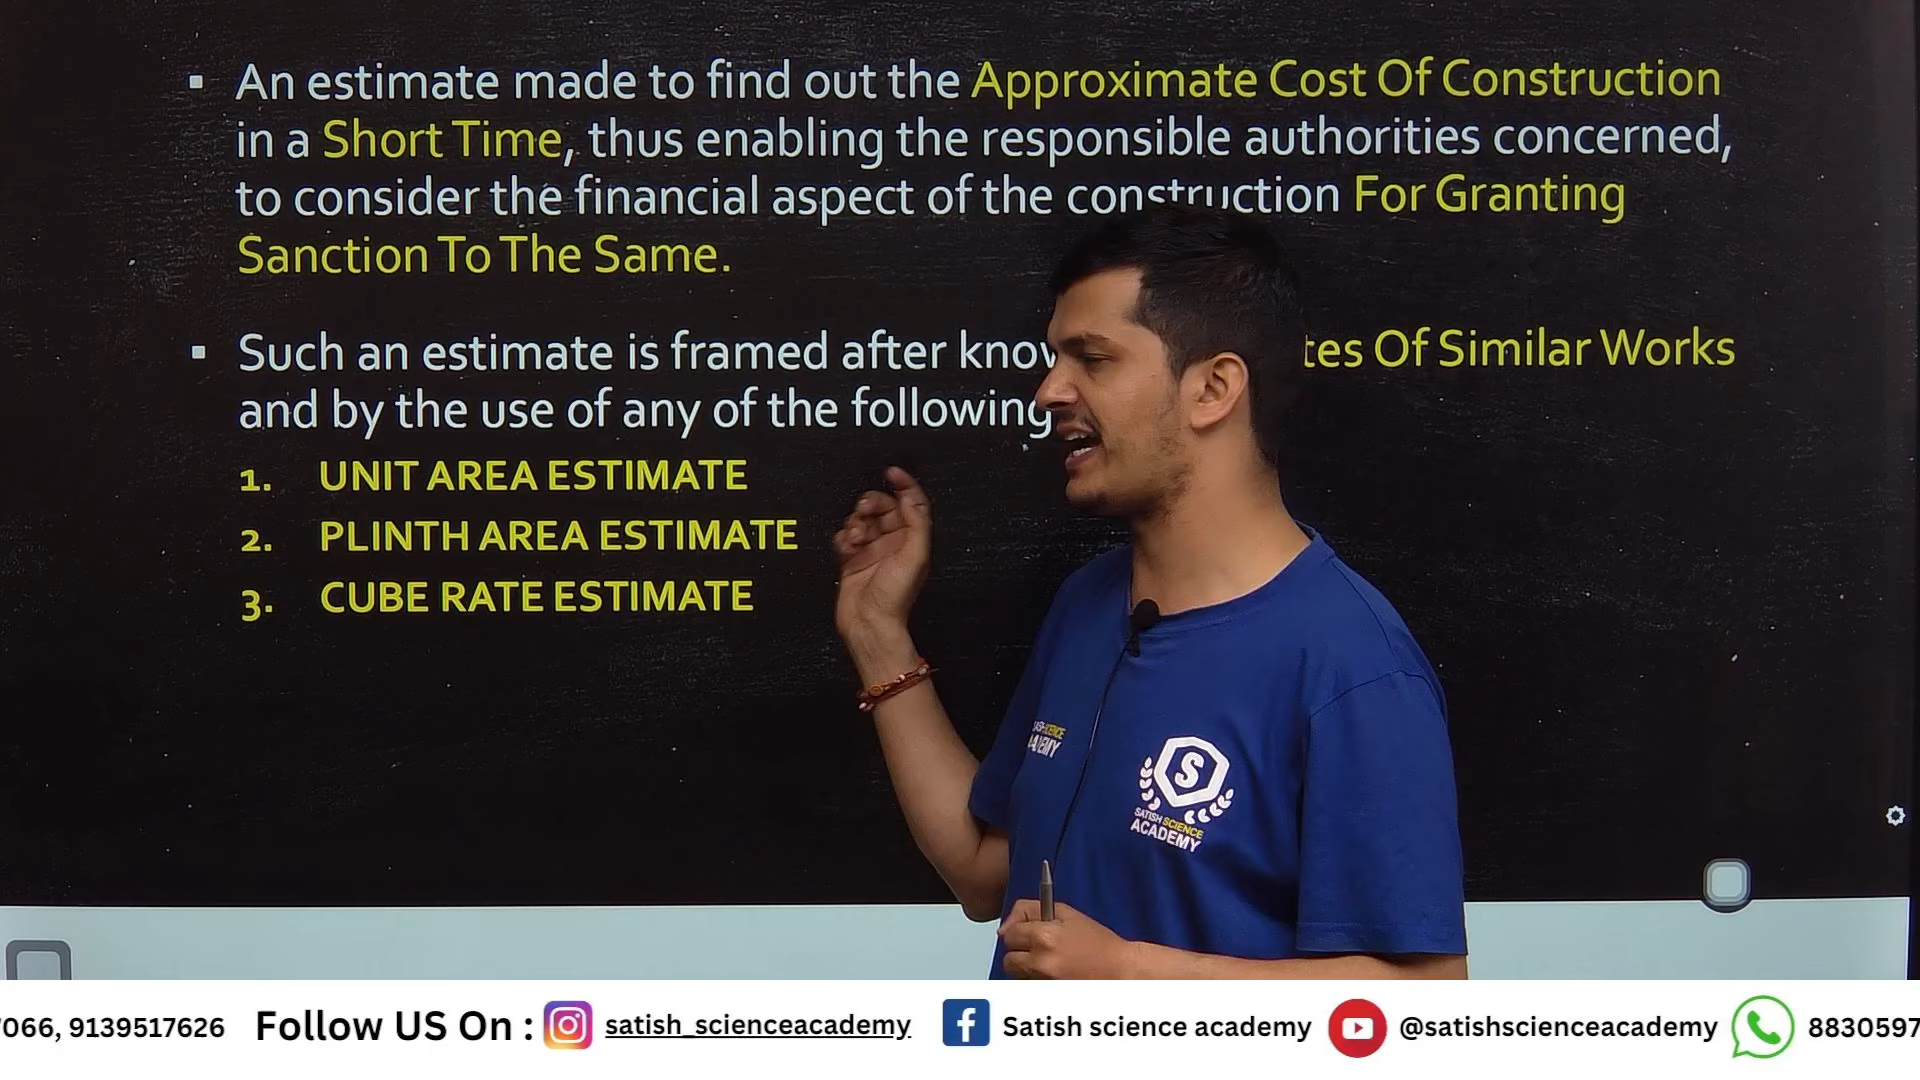 ▪ An estimate made to find out the Approximate Cost Of Construction
in a Short Time, thus enabling the responsible authorities concerned,
to consider the financial aspect of the construction For Granting
Sanction To The Same.
▪ Such an estimate is framed after Of Similar Works
and by the use of any of the following
1. UNIT AREA ESTIMATE
2. PLINTH AREA ESTIMATE
3. CUBE RATE ESTIMATE
SCIENCE
S
SATISH SCIENCE
ACADEMY
7066, 9139517626 Follow US On : satish_scienceacademy Satish science academy @satishscienceacademy 8830597